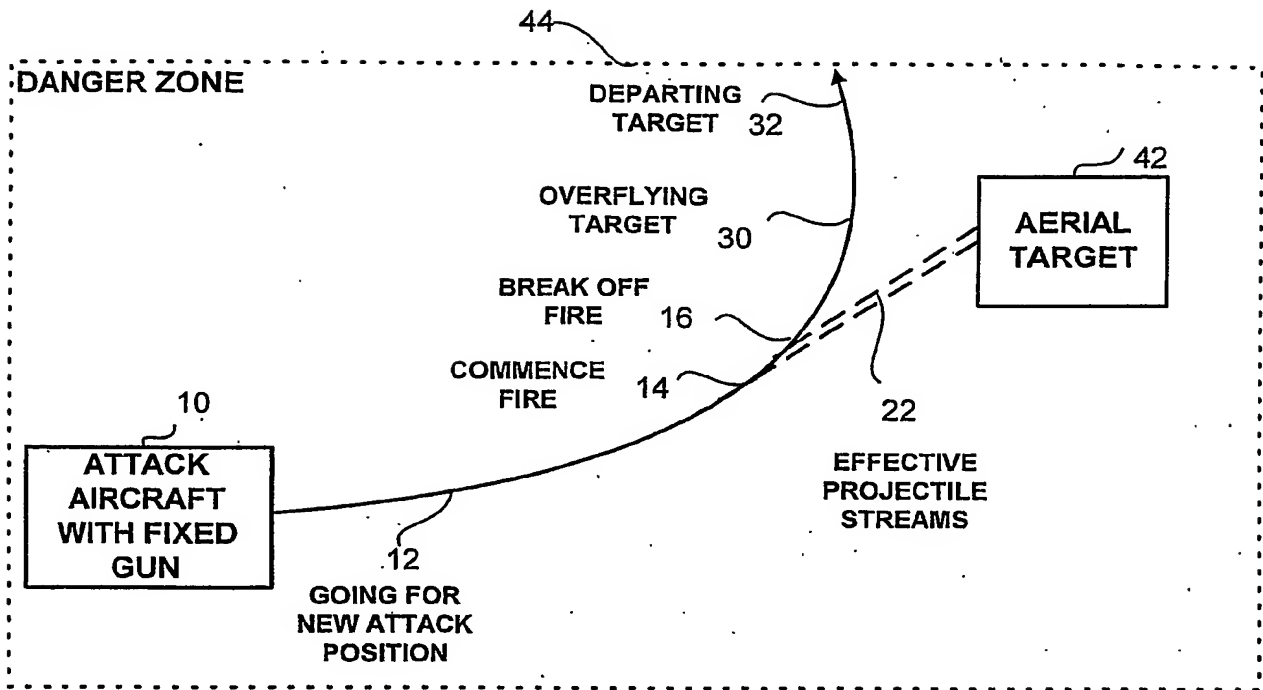 44
DANGER ZONE
DEPARTING
TARGET 32
42
OVERFLYING
TARGET 30
AERIAL
TARGET
BREAK OFF
FIRE 16
COMMENCE
FIRE 14
22
10
ATTACK
AIRCRAFT
WITH FIXED
GUN
EFFECTIVE
PROJECTILE
STREAMS
12
GOING FOR
NEW ATTACK
POSITION